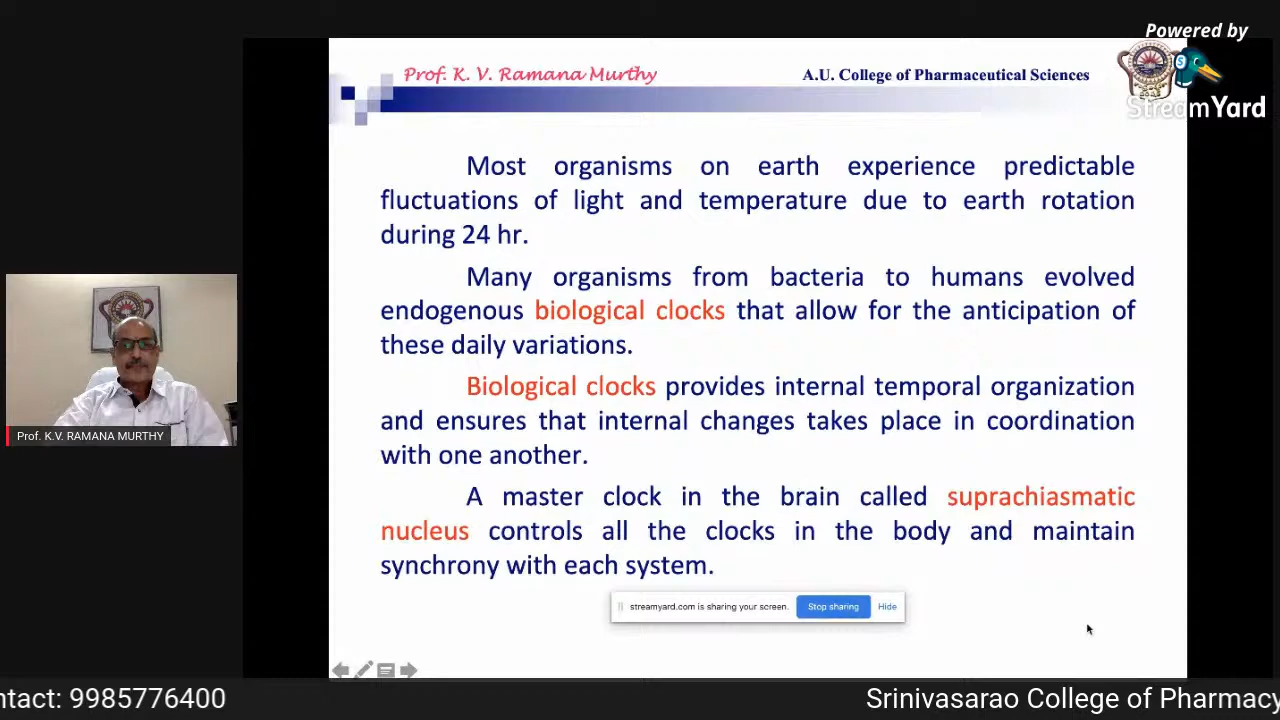 Powered by
StreamYard
Prof. K. V. Ramana Murthy
A.U. College of Pharmaceutical Sciences
Most organisms on earth experience predictable
fluctuations of light and temperature due to earth rotation
during 24 hr.
Many organisms from bacteria to humans evolved
endogenous biological clocks that allow for the anticipation of
these daily variations.
Biological clocks provides internal temporal organization
and ensures that internal changes takes place in coordination
with one another.
A master clock in the brain called suprachiasmatic
nucleus controls all the clocks in the body and maintain
synchrony with each system.
streamyard.com is sharing your screen. Stop sharing Hide
Prof. K.V. RAMANA MURTHY
ntact: 9985776400
Srinivasarao College of Pharmacy